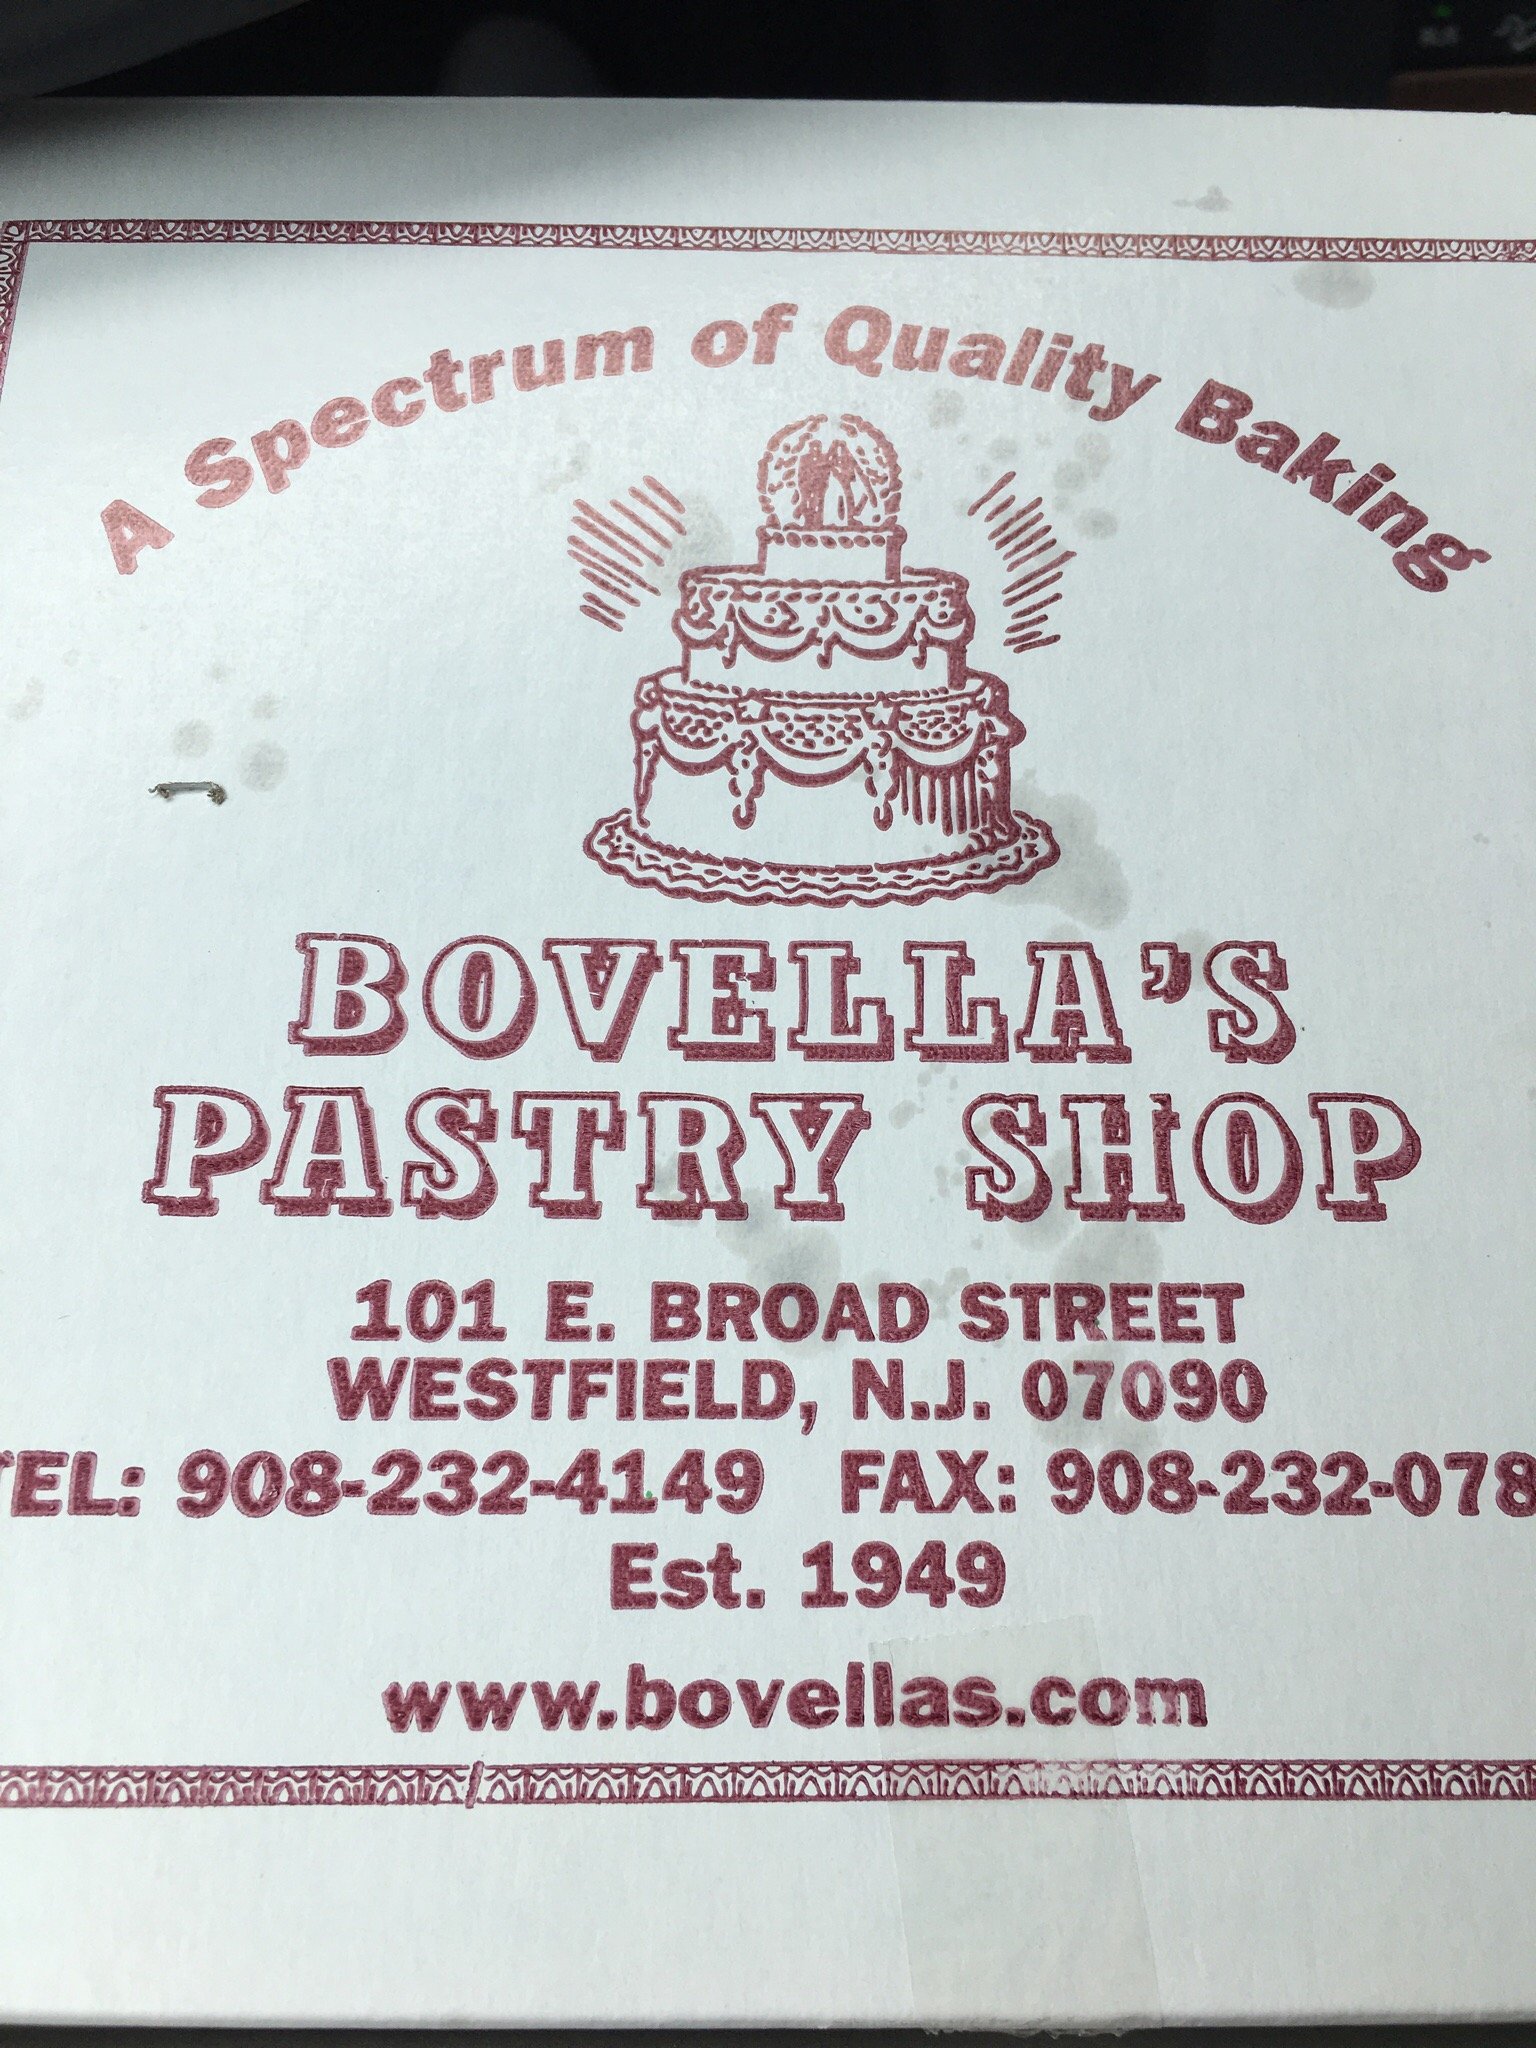 A Spectrum of Quality Baking
BOVELLA'S
PASTRY SHOP
101 E. BROAD STREET
WESTFIELD, N.J. 07090
TEL: 908-232-4149 FAX: 908-232-078
Est. 1949
www.bovellas.com